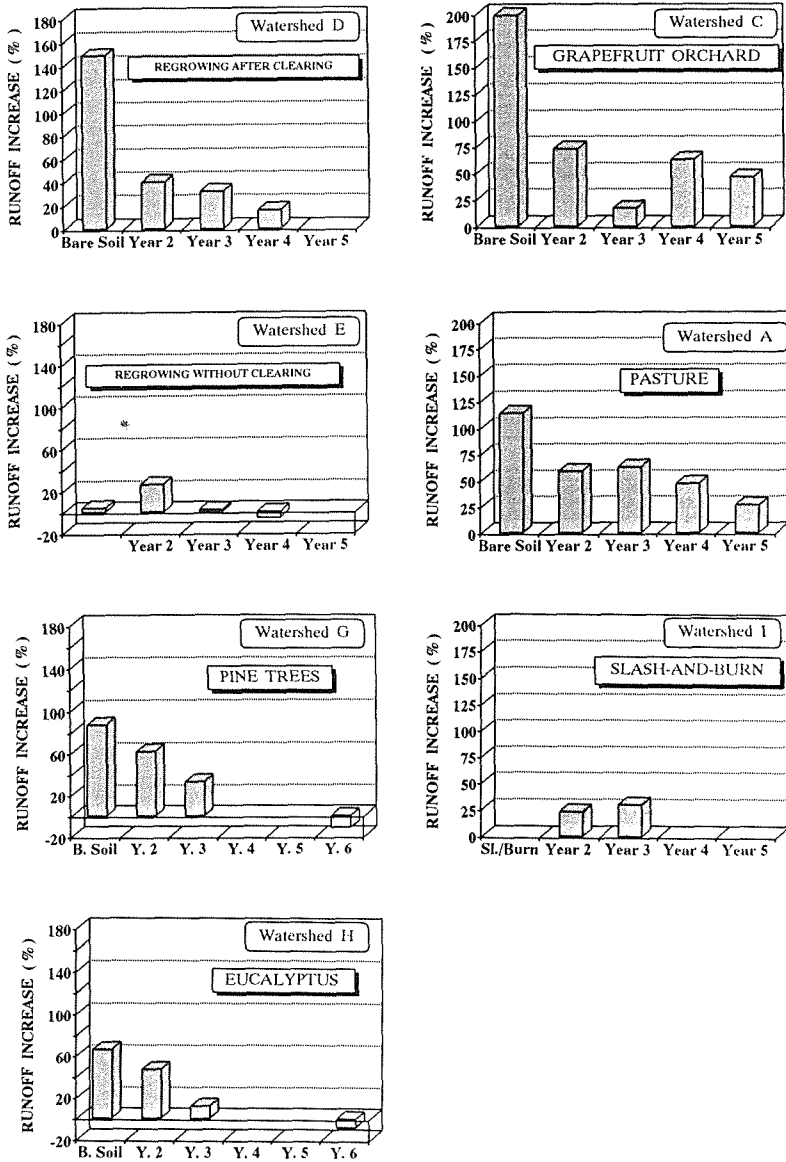 RUNOFF INCREASE (%)
180
160
140
120
100
80
60
40
20
0
Watershed D
REGROWING AFTER CLEARING
Bare Soil Year 2 Year 3 Year 4 Year 5
RUNOFF INCREASE (%)
200
175
150
125
100
75
50
25
0
Watershed C
GRAPEFRUIT ORCHARD
Bare Soil Year 2 Year 3 Year 4 Year 5
RUNOFF INCREASE (%)
180
140
100
60
20
-20
Watershed E
REGROWING WITHOUT CLEARING
Year 2 Year 3 Year 4 Year 5
RUNOFF INCREASE (%)
200
175
150
125
100
75
50
25
0
Watershed A
PASTURE
Bare Soil Year 2 Year 3 Year 4 Year 5
RUNOFF INCREASE (%)
180
140
100
60
20
-20
Watershed G
PINE TREES
B. Soil Y. 2 Y. 3 Y. 4 Y. 5 Y. 6
RUNOFF INCREASE (%)
200
175
150
125
100
75
50
25
0
Watershed I
SLASH-AND-BURN
Sl./Burn Year 2 Year 3 Year 4 Year 5
RUNOFF INCREASE (%)
180
140
100
60
20
-20
Watershed H
EUCALYPTUS
B. Soil Y. 2 Y. 3 Y. 4 Y. 5 Y. 6